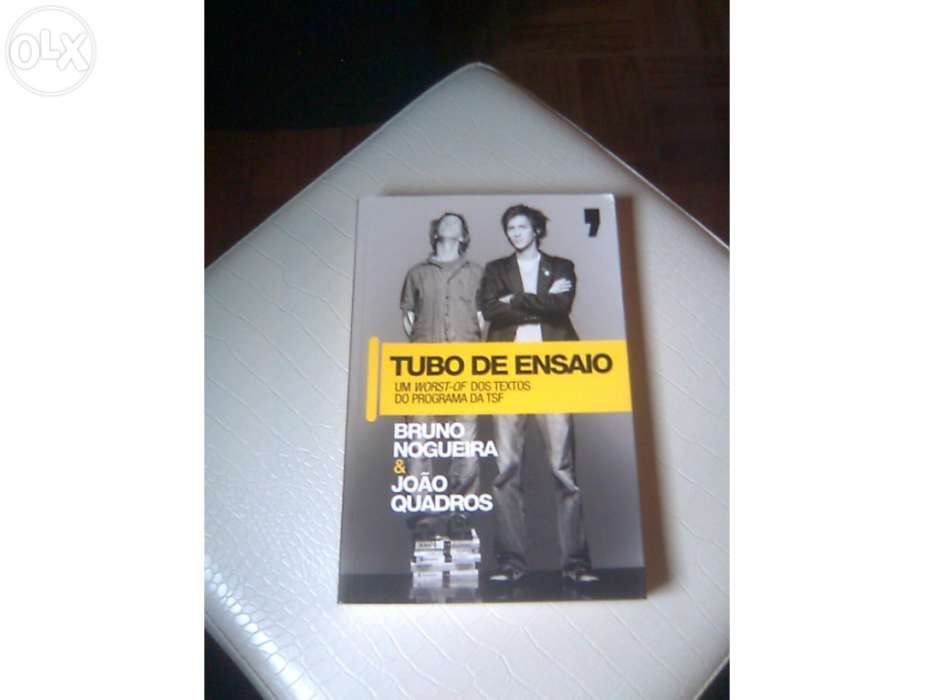 OLX
TUBO DE ENSAIO
UM WORST-OF DOS TEXTOS
DO PROGRAMA DA TSF
BRUNO
NOGUEIRA
&
JOÃO
QUADROS